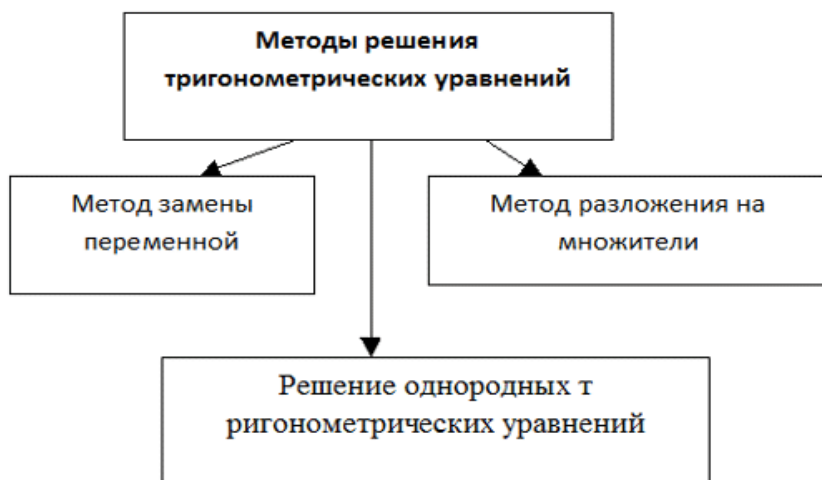 Методы решения
тригонометрических уравнений
Метод замены
переменной
Метод разложения на
множители
Решение однородных т
ригонометрических уравнений